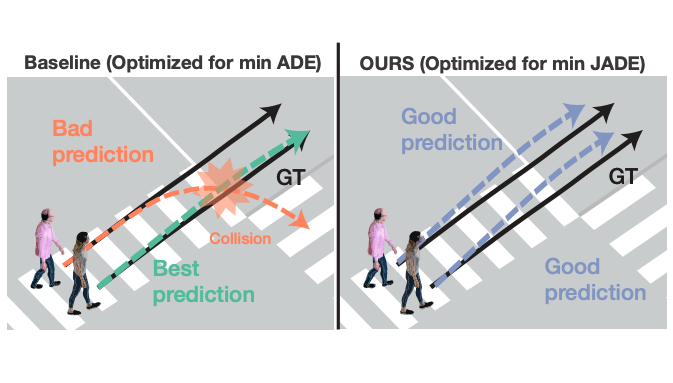 Baseline (Optimized for min ADE)
Bad
prediction
GT
Collision
Best
prediction
OURS (Optimized for min JADE)
Good
prediction
GT
Good
prediction